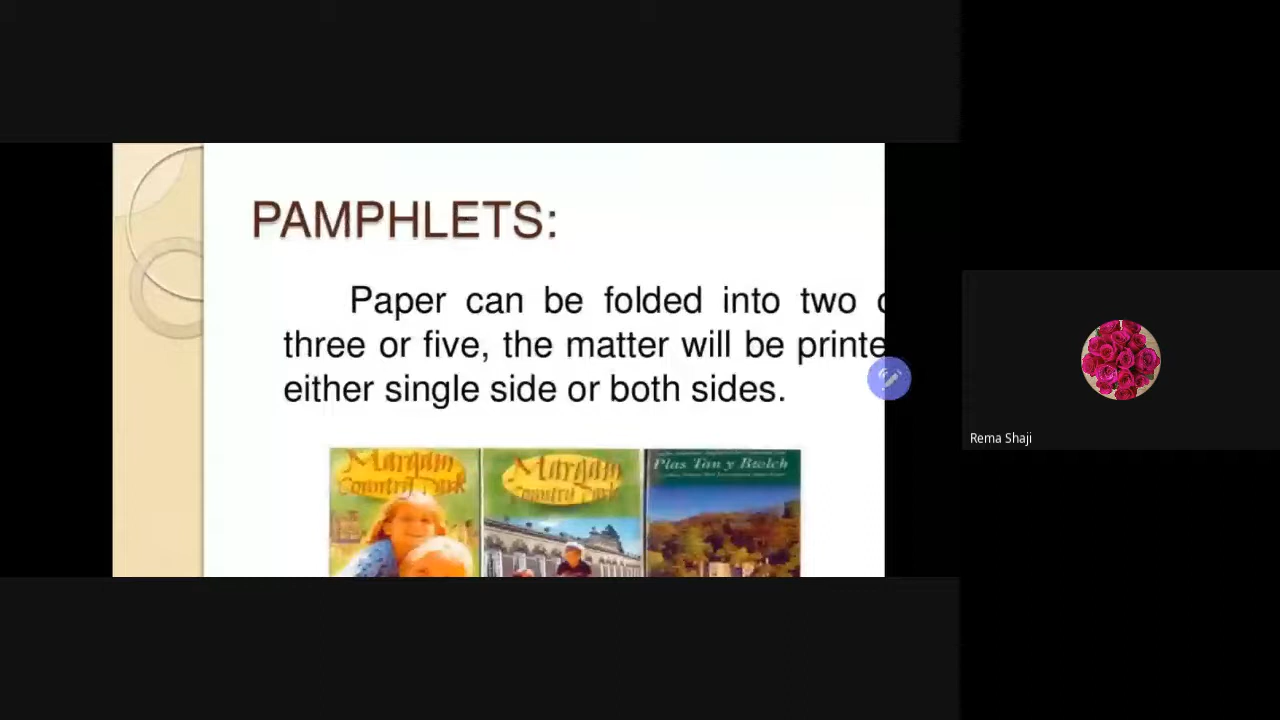 PAMPHLETS:
Paper can be folded into two
three or five, the matter will be printe
either single side or both sides.
Margam
Country Park
Margam
Country Park
Plas Tan y Bwlch
Rema Shaji